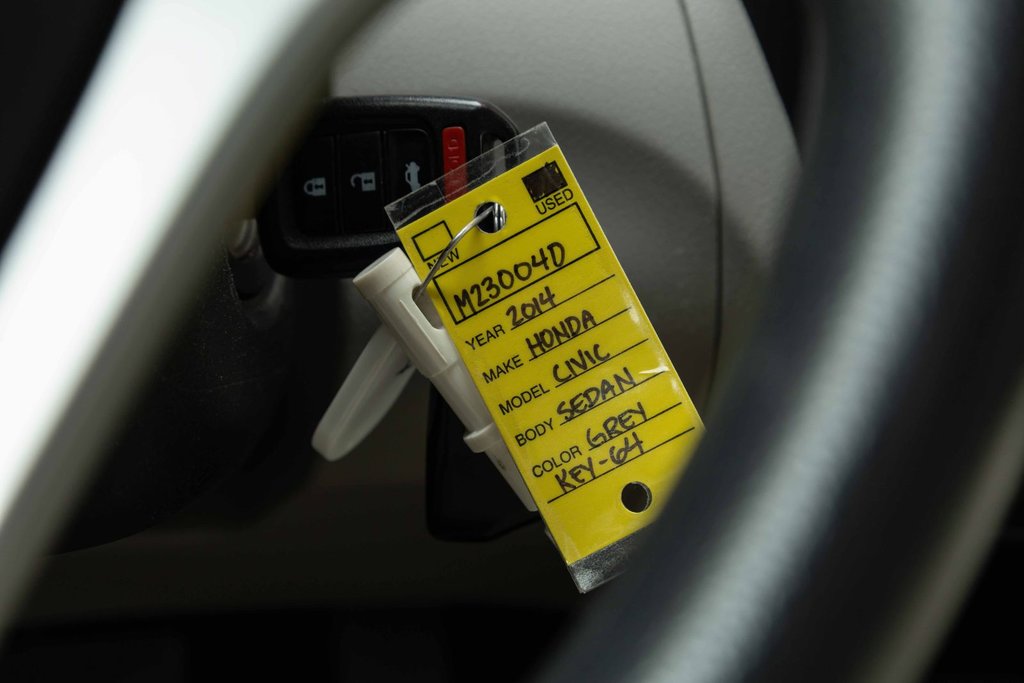 NEW
USED
M23004D
YEAR 2014
MAKE HONDA
MODEL CIVIC
BODY SEDAN
COLOR GREY
KEY-64